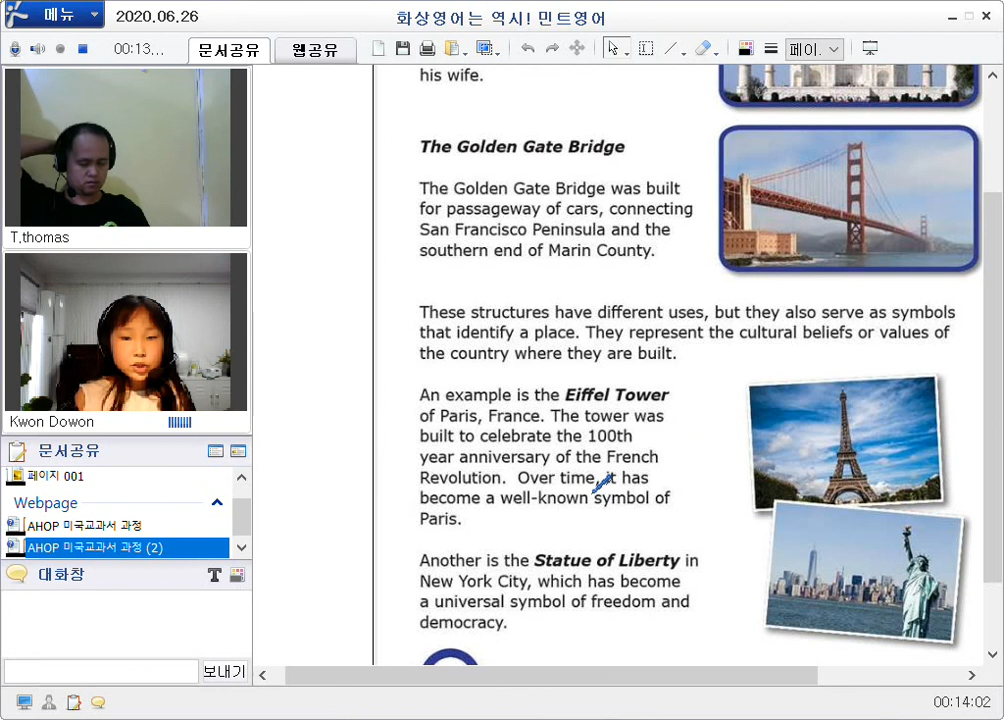 메뉴
2020.06.26
화상영어는 역시! 민트영어
00:13...
문서공유
웹공유
페이.
T.thomas
Kwon Dowon
문서공유
페이지 001
Webpage
AHOP 미국교과서 과정
AHOP 미국교과서 과정 (2)
대화창
T
보내기
his wife.
The Golden Gate Bridge
The Golden Gate Bridge was built
for passageway of cars, connecting
San Francisco Peninsula and the
southern end of Marin County.
These structures have different uses, but they also serve as symbols
that identify a place. They represent the cultural beliefs or values of
the country where they are built.
An example is the Eiffel Tower
of Paris, France. The tower was
built to celebrate the 100th
year anniversary of the French
Revolution. Over time, it has
become a well-known symbol of
Paris.
Another is the Statue of Liberty in
New York City, which has become
a universal symbol of freedom and
democracy.
00:14:02